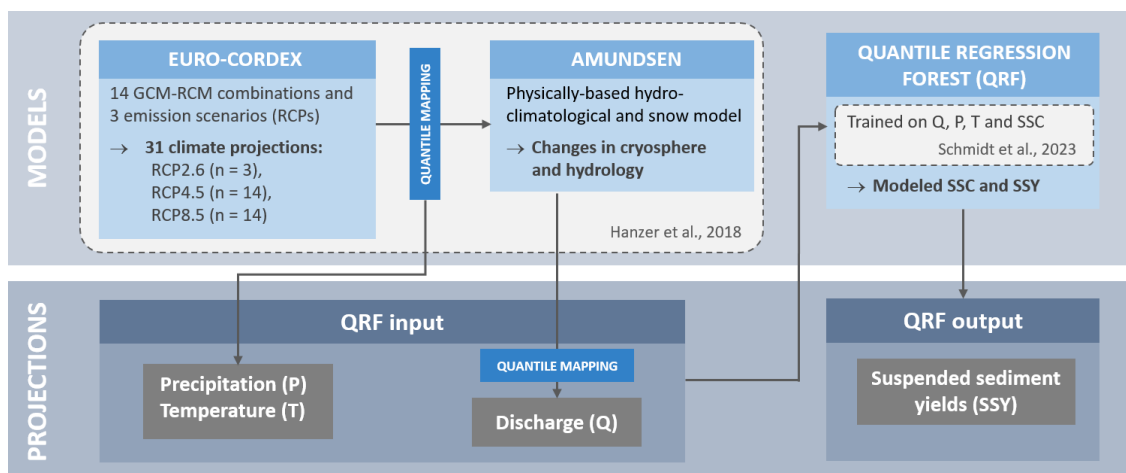 MODELS
EURO-CORDEX
14 GCM-RCM combinations and
3 emission scenarios (RCPs)
→ 31 climate projections:
RCP2.6 (n = 3),
RCP4.5 (n = 14),
RCP8.5 (n = 14)
QUANTILE MAPPING
AMUNDSEN
Physically-based hydro-
climatological and snow model
→ Changes in cryosphere
and hydrology
Hanzer et al., 2018
QUANTILE REGRESSION
FOREST (QRF)
Trained on Q, P, T and SSC
Schmidt et al., 2023
→ Modeled SSC and SSY
PROJECTIONS
QRF input
Precipitation (P)
Temperature (T)
QUANTILE MAPPING
Discharge (Q)
QRF output
Suspended sediment
yields (SSY)